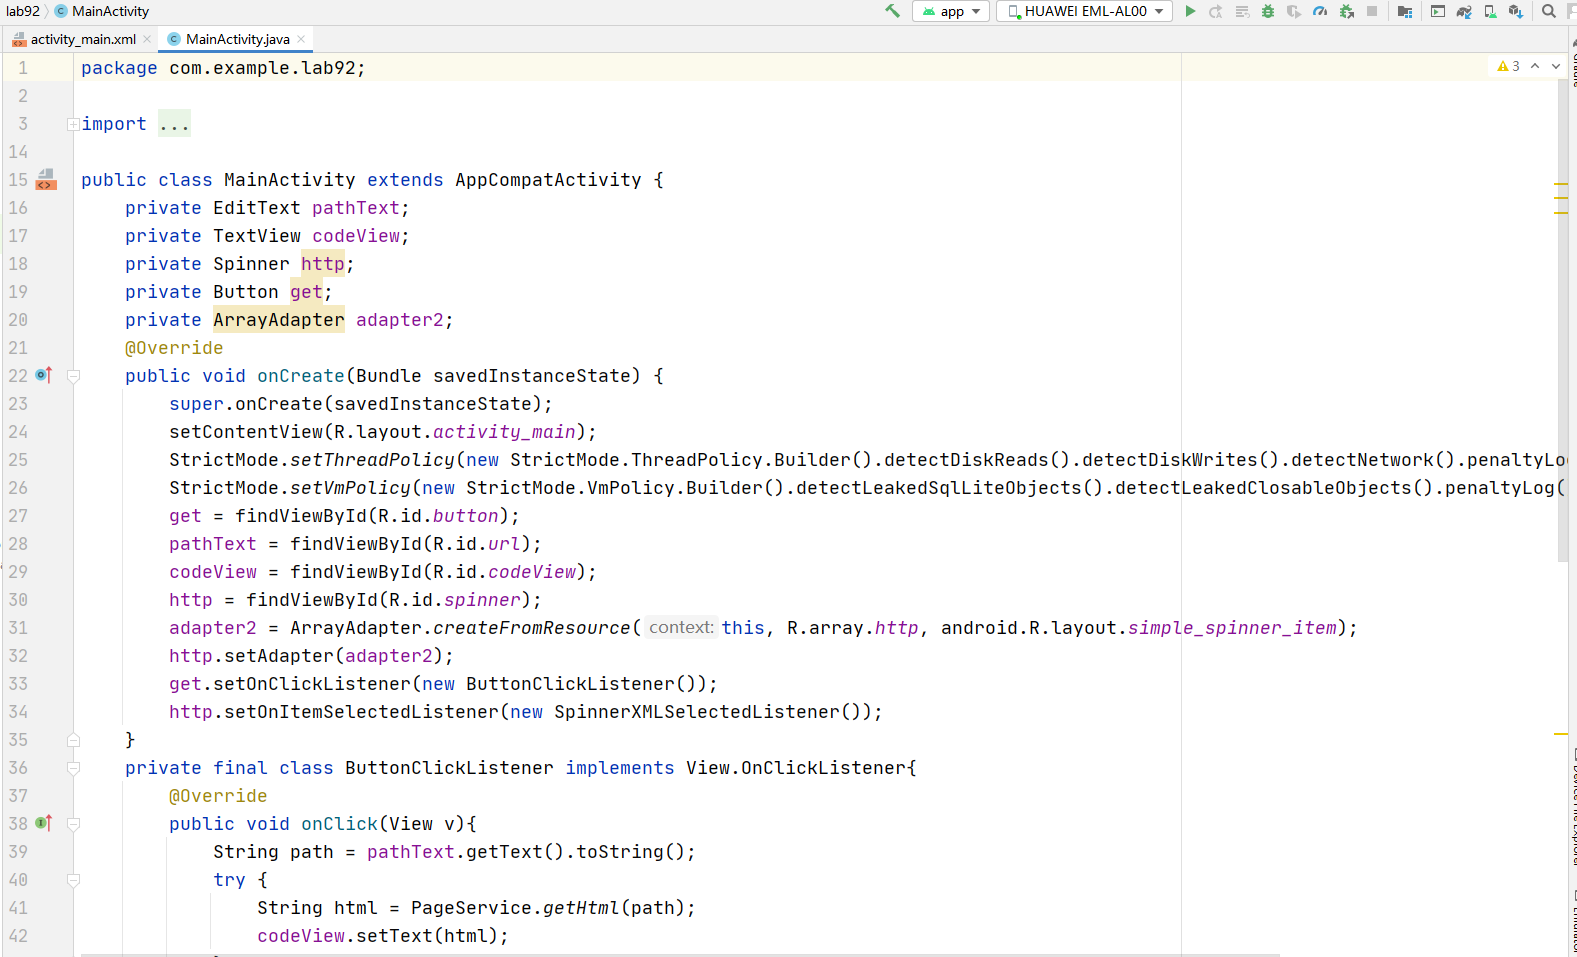 lab92 MainActivity app HUAWEI EML-AL00
activity_main.xml MainActivity.java
1 package com.example.lab92; 3
2
3 import ...
14
15 public class MainActivity extends AppCompatActivity {
16 private EditText pathText;
17 private TextView codeView;
18 private Spinner http;
19 private Button get;
20 private ArrayAdapter adapter2;
21 @Override
22 public void onCreate(Bundle savedInstanceState) {
23 super.onCreate(savedInstanceState);
24 setContentView(R.layout.activity_main);
25 StrictMode.setThreadPolicy(new StrictMode.ThreadPolicy.Builder().detectDiskReads().detectDiskWrites().detectNetwork().penaltyLo
26 StrictMode.setVmPolicy(new StrictMode.VmPolicy.Builder().detectLeakedSqlLiteObjects().detectLeakedClosableObjects().penaltyLog(
27 get = findViewById(R.id.button);
28 pathText = findViewById(R.id.url);
29 codeView = findViewById(R.id.codeView);
30 http = findViewById(R.id.spinner);
31 adapter2 = ArrayAdapter.createFromResource( context: this, R.array.http, android.R.layout.simple_spinner_item);
32 http.setAdapter(adapter2);
33 get.setOnClickListener(new ButtonClickListener());
34 http.setOnItemSelectedListener(new SpinnerXMLSelectedListener());
35 }
36 private final class ButtonClickListener implements View.OnClickListener{
37 @Override
38 public void onClick(View v){
39 String path = pathText.getText().toString();
40 try {
41 String html = PageService.getHtml(path);
42 codeView.setText(html);